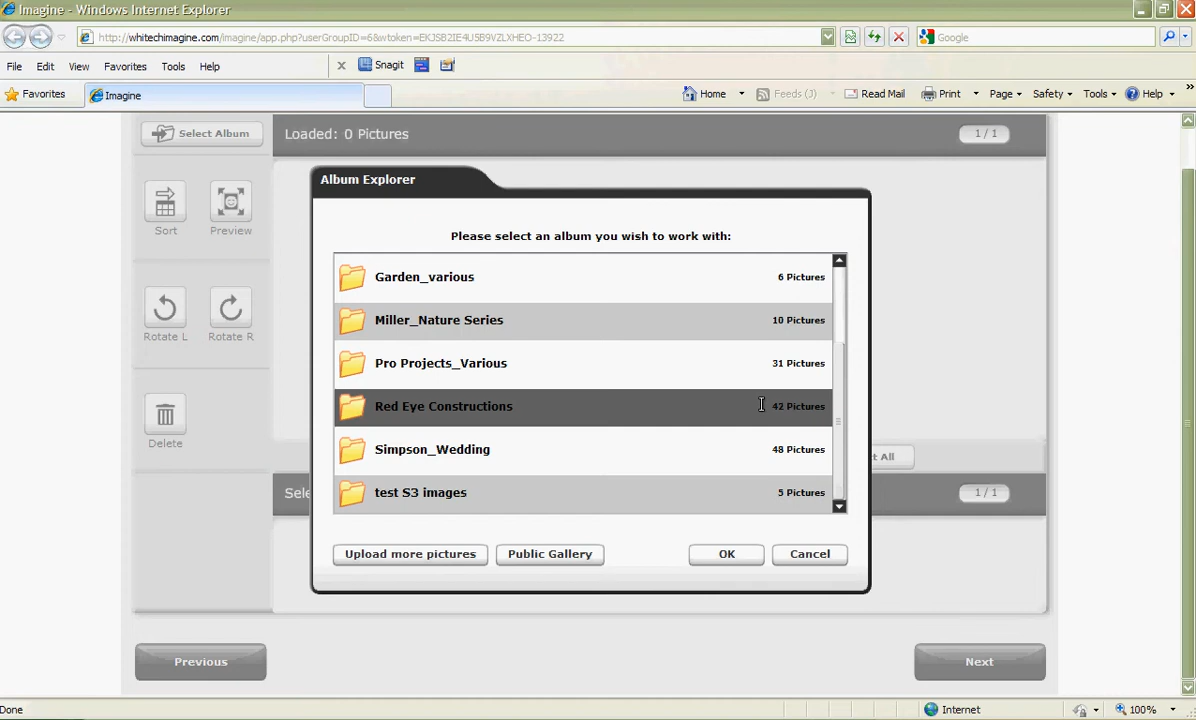 Imagine - Windows Internet Explorer
http://whitechimagine.com/imagine/app.php?userGroupID=6&wtoken=EKJSB2IE4U5B9VZLXHEO-13922
Google
File Edit View Favorites Tools Help
x Snagit
Favorites Imagine Home Feeds (J) Read Mail Print Page Safety Tools Help
Select Album Loaded: 0 Pictures 1 / 1
Album Explorer
Sort Preview
Please select an album you wish to work with:
Garden_various 6 Pictures
Miller_Nature Series 10 Pictures
Rotate L Rotate R
Pro Projects_Various 31 Pictures
Red Eye Constructions 42 Pictures
Delete
Simpson_Wedding 48 Pictures
ct All
test S3 images 5 Pictures
Sele 1 / 1
Upload more pictures Public Gallery OK Cancel
Previous Next
Done Internet 100%